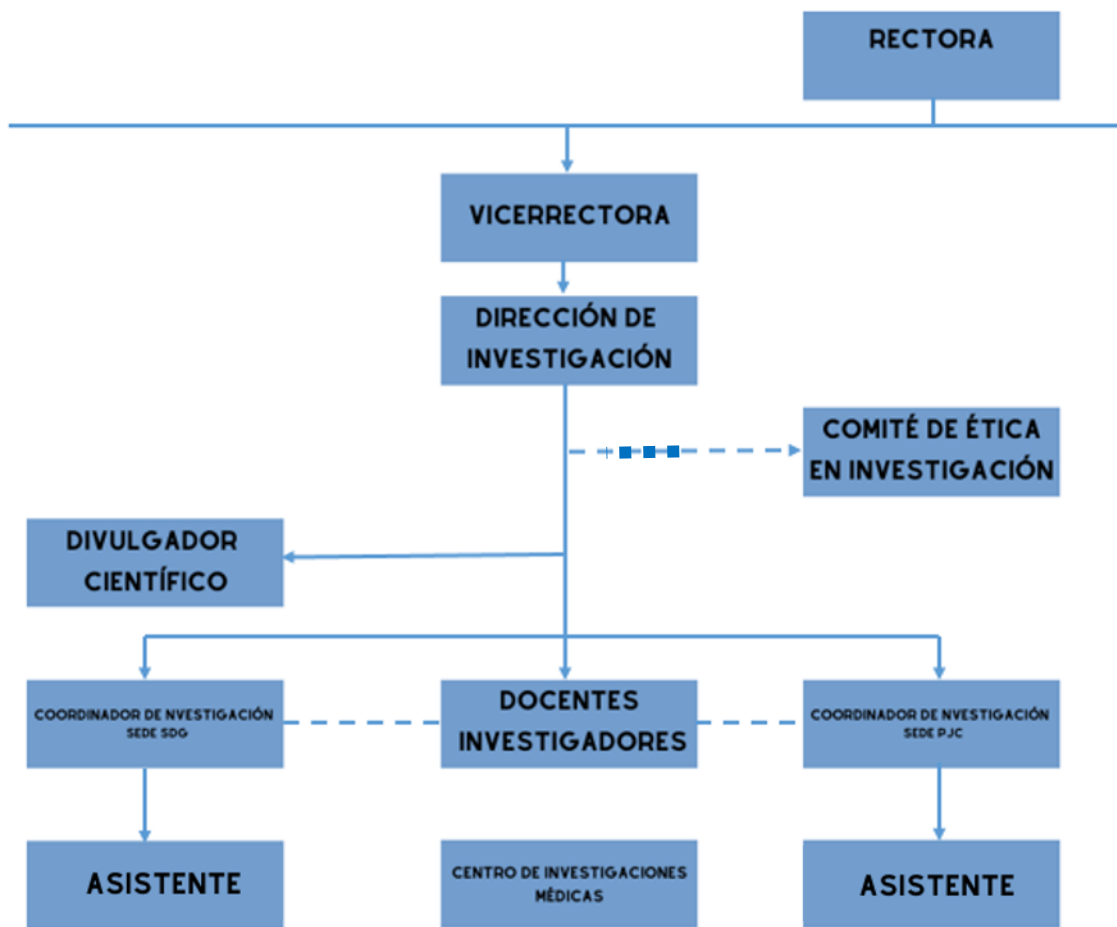 RECTORA
VICERRECTORA
DIRECCIÓN DE
INVESTIGACIÓN
COMITÉ DE ÉTICA
EN INVESTIGACIÓN
DIVULGADOR
CIENTÍFICO
COORDINADOR DE NVESTIGACIÓN
SEDE SDG
DOCENTES
INVESTIGADORES
COORDINADOR DE NVESTIGACIÓN
SEDE PJC
ASISTENTE
CENTRO DE INVESTIGACIONES
MÉDICAS
ASISTENTE